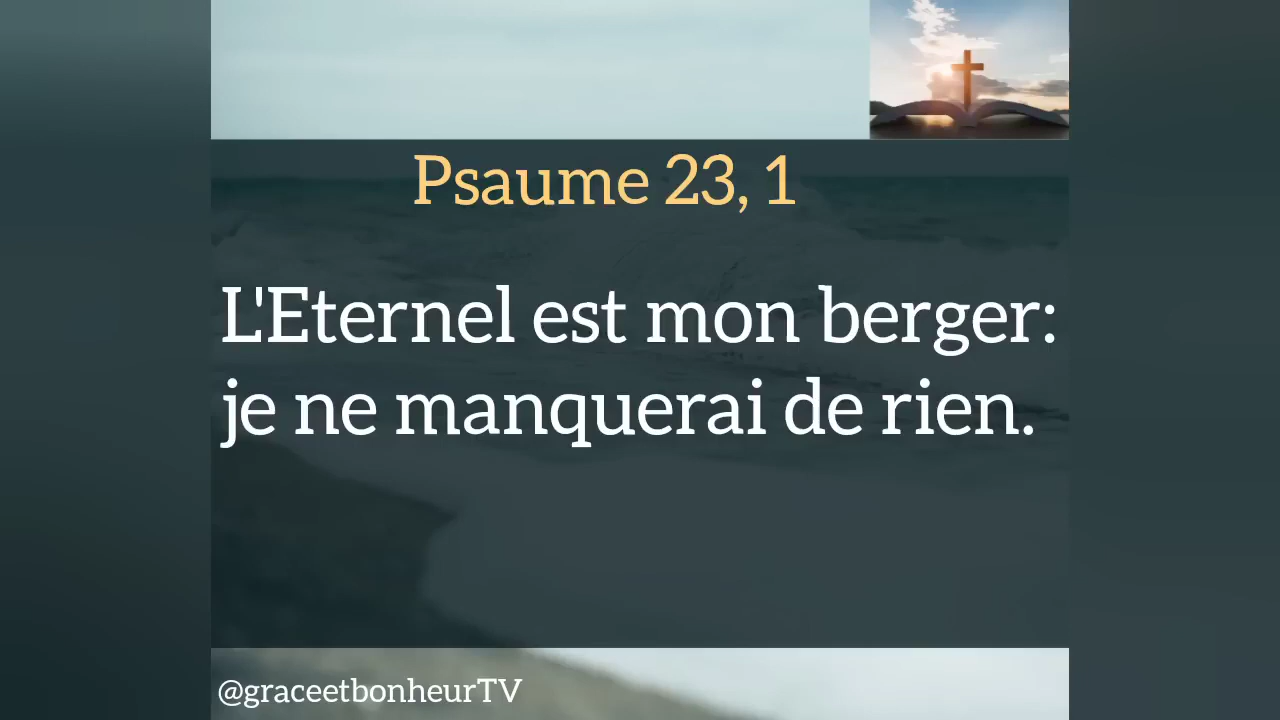 Psaume 23, 1
L'Eternel est mon berger:
je ne manquerai de rien.
@graceetbonheurTV